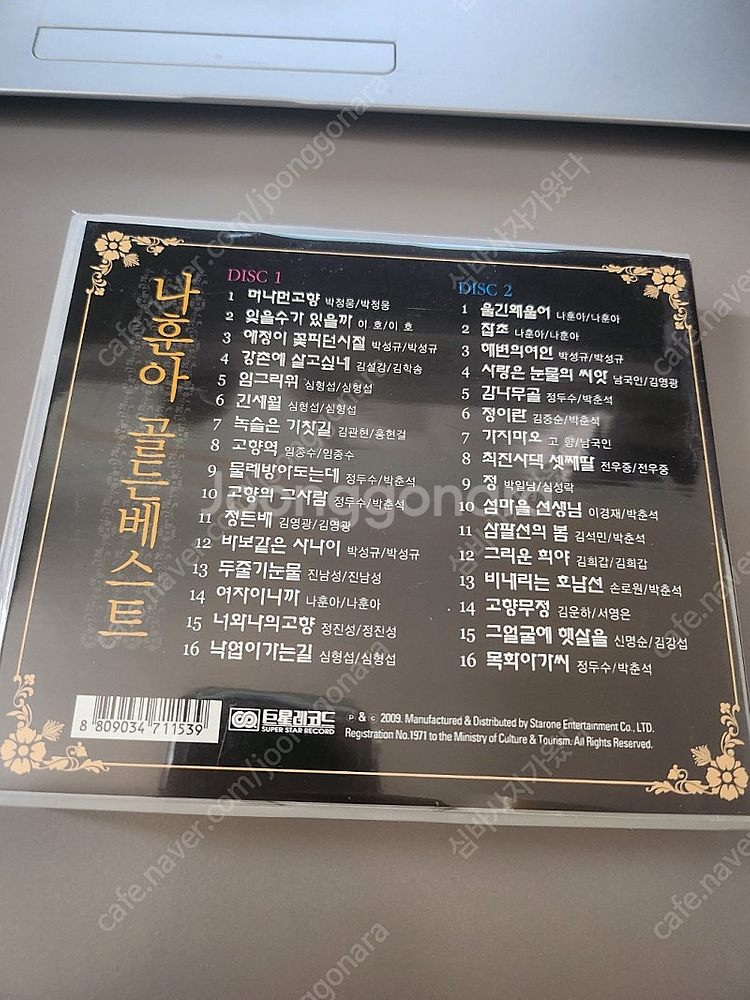 나훈아 골든베스트
DISC 1
1 머나먼고향 박정웅/박정웅
2 잊을수가 있을까 이 호/이 호
3 애정이 꽃피던시절 박성규/박성규
4 강촌에 살고싶네 김설강/김학송
5 임그리워 심형섭/심형섭
6 긴세월 심형섭/심형섭
7 녹슬은 기찻길 김관현/홍현걸
8 고향역 임종수/임종수
9 물레방아도는데 정두수/박춘석
10 고향의 그사람 정두수/박춘석
11 정든배 김영광/김영광
12 바보같은 사나이 박성규/박성규
13 두줄기눈물 진남성/진남성
14 여자이니까 나훈아/나훈아
15 너와나의고향 정진성/정진성
16 낙엽이가는길 심형섭/심형섭
DISC 2
1 울긴왜울어 나훈아/나훈아
2 잡초 나훈아/나훈아
3 해변의여인 박성규/박성규
4 사랑은 눈물의 씨앗 남국인/김영광
5 감나무골 정두수/박춘석
6 정이란 김중순/박춘석
7 가지마오 고 향/남국인
8 최진사댁 셋째딸 전우중/전우중
9 정 박일남/심성락
10 섬마을 선생님 이경재/박춘석
11 삼팔선의 봄 김석민/박춘석
12 그리운 희야 김희갑/김희갑
13 비내리는 호남선 손로원/박춘석
14 고향무정 김운하/서영은
15 그얼굴에 햇살을 신명순/김강섭
16 목화아가씨 정두수/박춘석
8 809034 711539
巨星레코드
SUPER STAR RECORD
℗ & © 2009. Manufactured & Distributed by Starone Entertainment Co., LTD.
Registration No.1971 to the Ministry of Culture & Tourism. All Rights Reserved.
Joonggonara
cafe.naver.com/joonggonara
심바사자가왔다